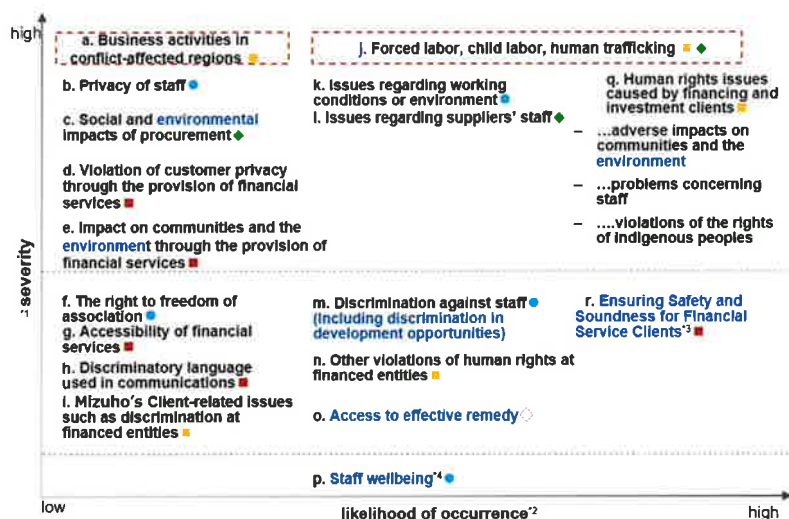 high
a. Business activities in
conflict-affected regions
b. Privacy of staff
c. Social and environmental
impacts of procurement
d. Violation of customer privacy
through the provision of financial
services
e. Impact on communities and the
environment through the provision of
financial services
j. Forced labor, child labor, human trafficking
k. Issues regarding working
conditions or environment
l. Issues regarding suppliers' staff
q. Human rights issues
caused by financing and
investment clients
– ...adverse impacts on
communities and the
environment
– ...problems concerning
staff
– ....violations of the rights
of indigenous peoples
*1severity
f. The right to freedom of
association
g. Accessibility of financial
services
h. Discriminatory language
used in communications
i. Mizuho's Client-related issues
such as discrimination at
financed entities
m. Discrimination against staff
(Including discrimination in
development opportunities)
n. Other violations of human rights at
financed entities
o. Access to effective remedy
r. Ensuring Safety and
Soundness for Financial
Service Clients*3
p. Staff wellbeing*4
low
likelihood of occurrence*2
high